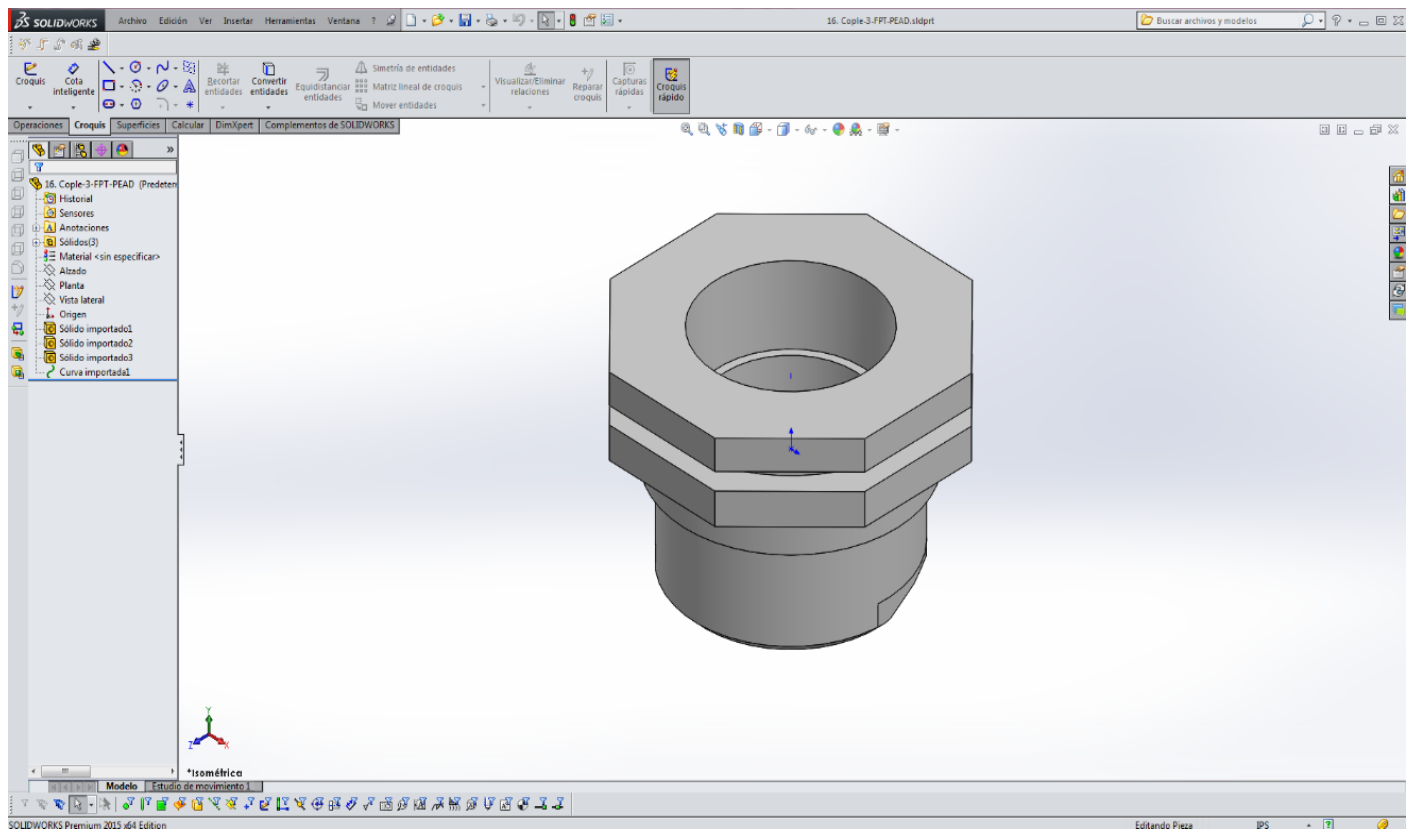 SOLIDWORKS Archivo Edición Ver Insertar Herramientas Ventana ? 16. Cople-3-FPT-PEAD.sldprt Buscar archivos y modelos ?
Croquis Cota inteligente Recortar entidades Convertir entidades Equidistanciar entidades Simetría de entidades Matriz lineal de croquis Mover entidades Visualizar/Eliminar relaciones Reparar croquis Capturas rápidas Croquis rápido
Operaciones Croquis Superficies Calcular DimXpert Complementos de SOLIDWORKS
16. Cople-3-FPT-PEAD (Predeten
Historial
Sensores
Anotaciones
Sólidos(3)
Material <sin especificar>
Alzado
Planta
Vista lateral
Origen
Sólido importado1
Sólido importado2
Sólido importado3
Curva importada1
Y
Z X
*Isométrica
Modelo Estudio de movimiento 1
SOLIDWORKS Premium 2015 x64 Edition Editando Pieza IPS ?